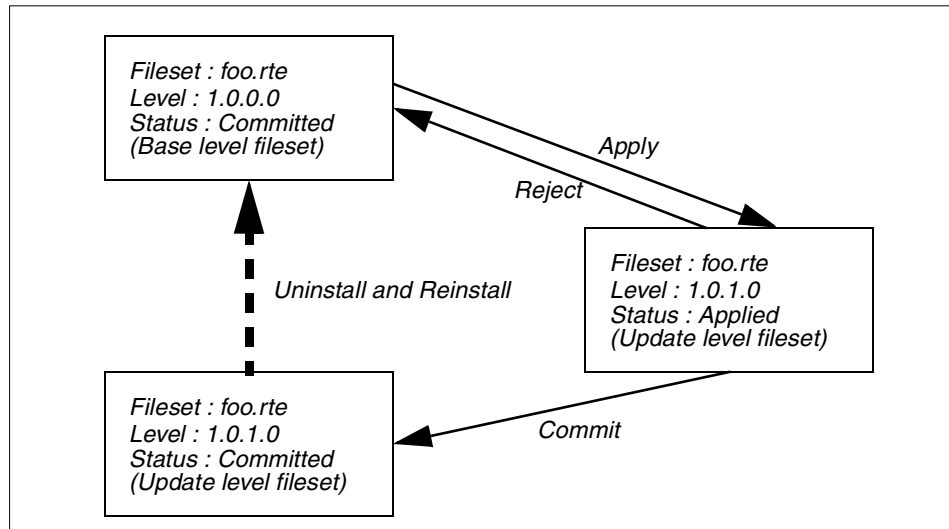 Fileset : foo.rte
Level : 1.0.0.0
Status : Committed
(Base level fileset)
Apply
Reject
Fileset : foo.rte
Level : 1.0.1.0
Status : Applied
(Update level fileset)
Uninstall and Reinstall
Fileset : foo.rte
Level : 1.0.1.0
Status : Committed
(Update level fileset)
Commit